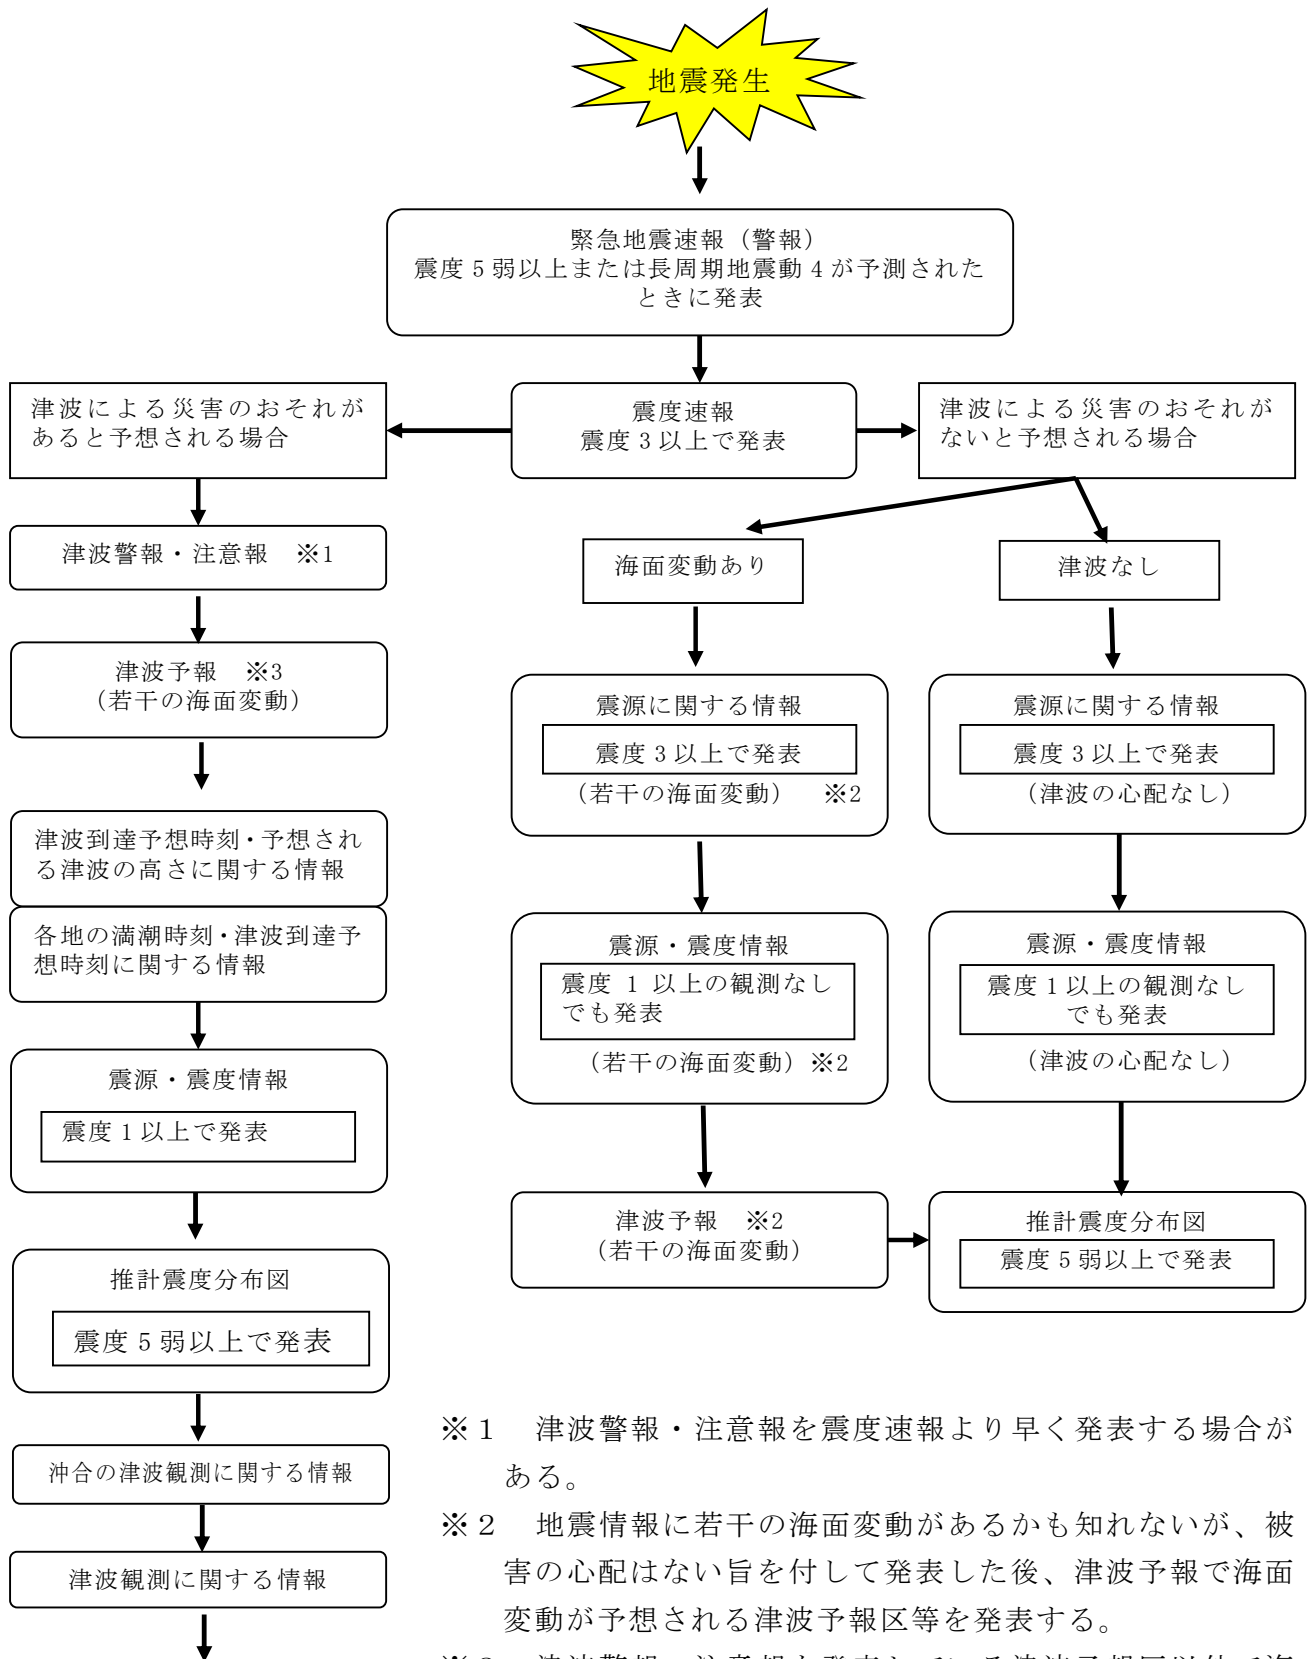 地震発生
緊急地震速報（警報）
震度５弱以上または長周期地震動４が予測された
ときに発表
津波による災害のおそれが
あると予想される場合
震度速報
震度３以上で発表
津波による災害のおそれが
ないと予想される場合
津波警報・注意報　※1
津波予報　※3
（若干の海面変動）
津波到達予想時刻・予想され
る津波の高さに関する情報
各地の満潮時刻・津波到達予
想時刻に関する情報
震源・震度情報
震度１以上で発表
推計震度分布図
震度５弱以上で発表
沖合の津波観測に関する情報
津波観測に関する情報
海面変動あり
震源に関する情報
震度３以上で発表
（若干の海面変動）　※2
震源・震度情報
震度 1 以上の観測なし
でも発表
（若干の海面変動）※2
津波予報　※2
（若干の海面変動）
津波なし
震源に関する情報
震度３以上で発表
（津波の心配なし）
震源・震度情報
震度１以上の観測なし
でも発表
（津波の心配なし）
推計震度分布図
震度５弱以上で発表
※１　津波警報・注意報を震度速報より早く発表する場合が
ある。
※２　地震情報に若干の海面変動があるかも知れないが、被
害の心配はない旨を付して発表した後、津波予報で海面
変動が予想される津波予報区等を発表する。